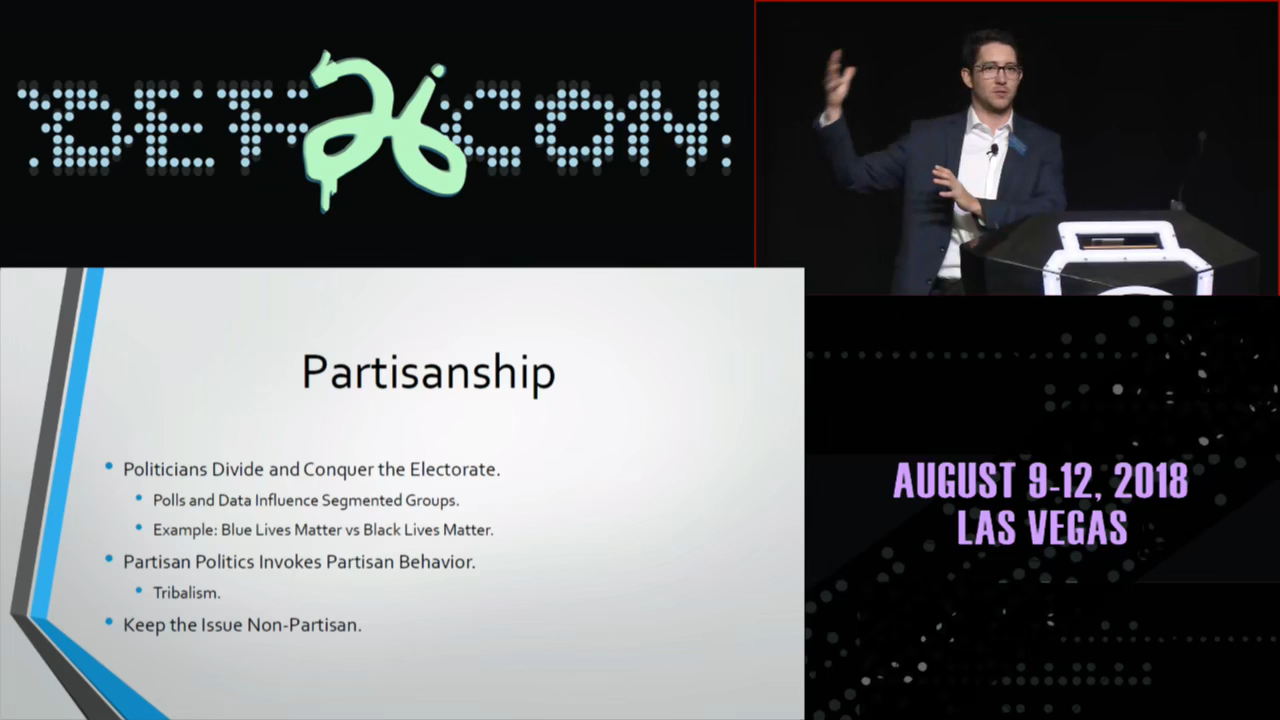 DEF 26 CON
Partisanship
Politicians Divide and Conquer the Electorate.
Polls and Data Influence Segmented Groups.
Example: Blue Lives Matter vs Black Lives Matter.
Partisan Politics Invokes Partisan Behavior.
Tribalism.
Keep the Issue Non-Partisan.
AUGUST 9-12, 2018
LAS VEGAS